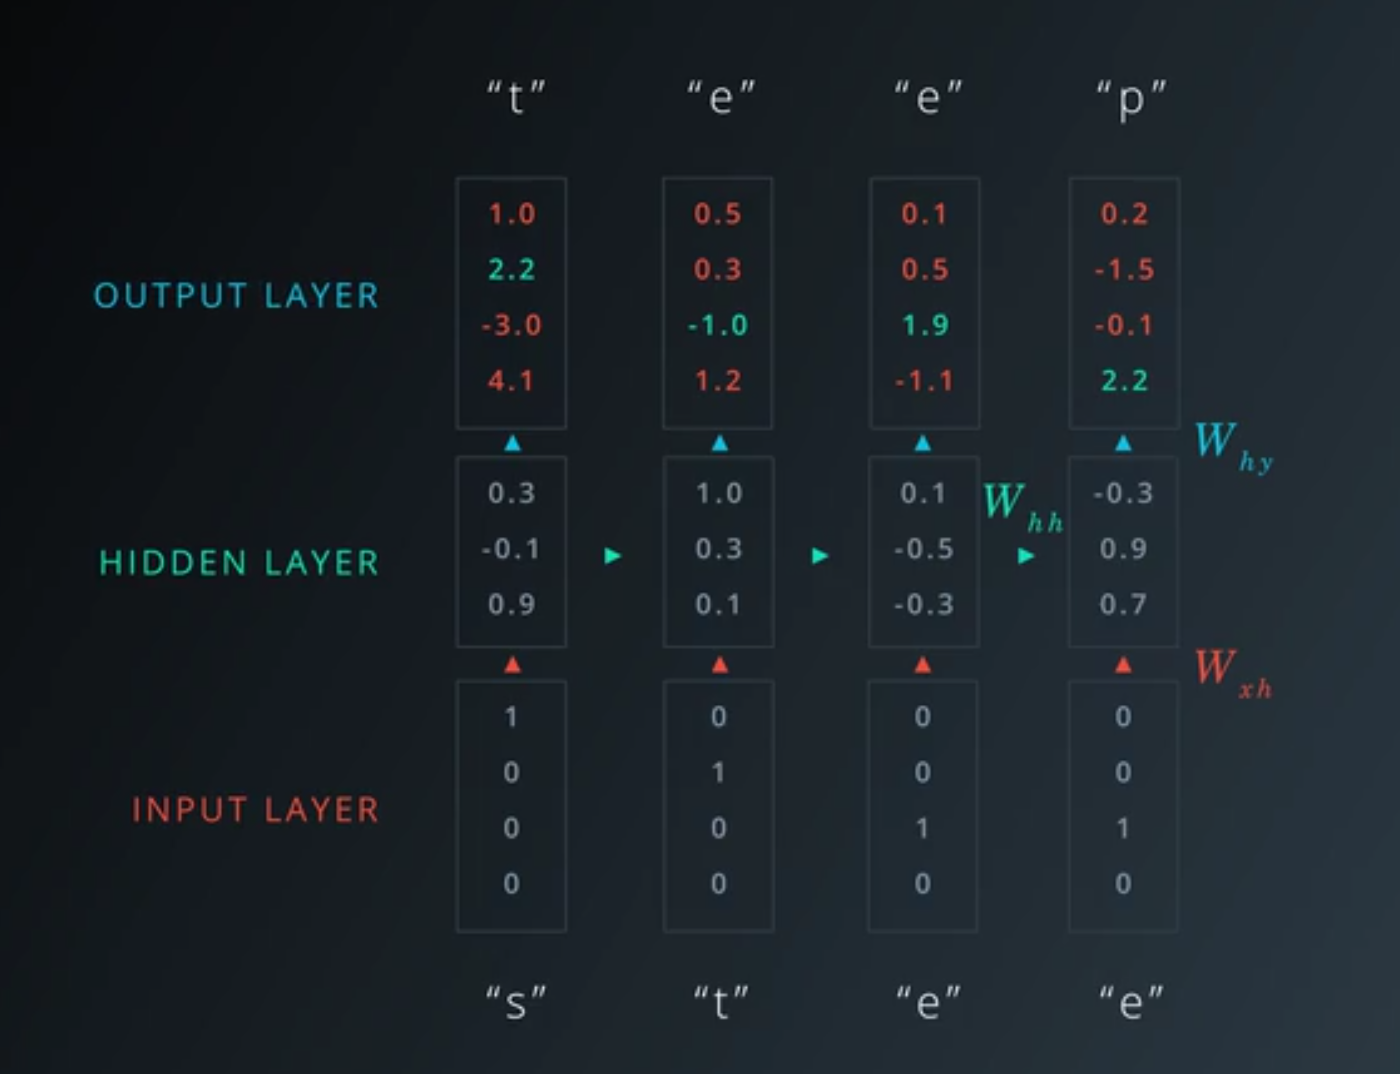 “t” “e” “e” “p”
1.0 0.5 0.1 0.2
2.2 0.3 0.5 -1.5
OUTPUT LAYER
-3.0 -1.0 1.9 -0.1
4.1 1.2 -1.1 2.2
W hy
0.3 1.0 0.1 W hh -0.3
-0.1 0.3 -0.5 0.9
HIDDEN LAYER
0.9 0.1 -0.3 0.7
W xh
1 0 0 0
0 1 0 0
INPUT LAYER
0 0 1 1
0 0 0 0
“s” “t” “e” “e”